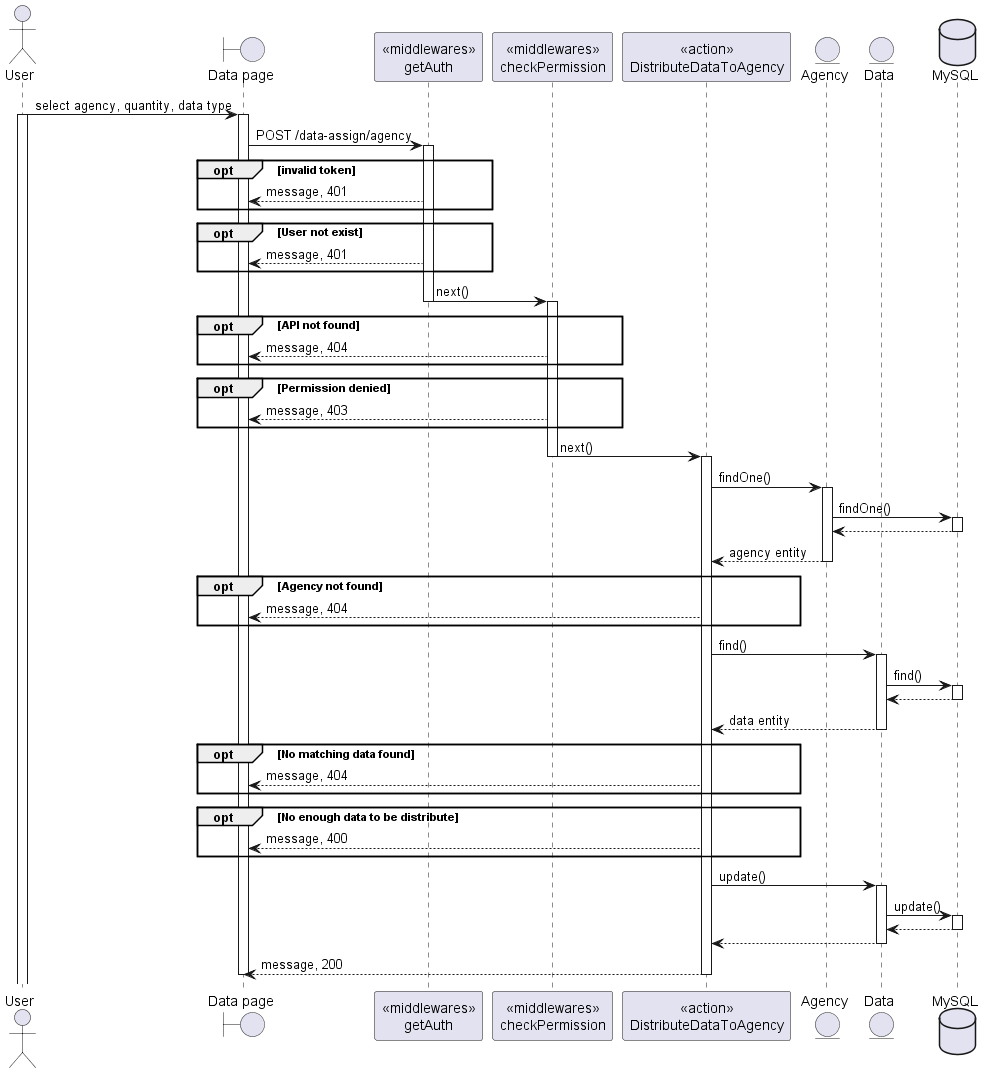 User
Data page
«middlewares»
getAuth
«middlewares»
checkPermission
«action»
DistributeDataToAgency
Agency
Data
MySQL
select agency, quantity, data type
POST /data-assign/agency
opt
[invalid token]
message, 401
opt
[User not exist]
message, 401
next()
opt
[API not found]
message, 404
opt
[Permission denied]
message, 403
next()
findOne()
findOne()
agency entity
opt
[Agency not found]
message, 404
find()
find()
data entity
opt
[No matching data found]
message, 404
opt
[No enough data to be distribute]
message, 400
update()
update()
message, 200
User
Data page
«middlewares»
getAuth
«middlewares»
checkPermission
«action»
DistributeDataToAgency
Agency
Data
MySQL